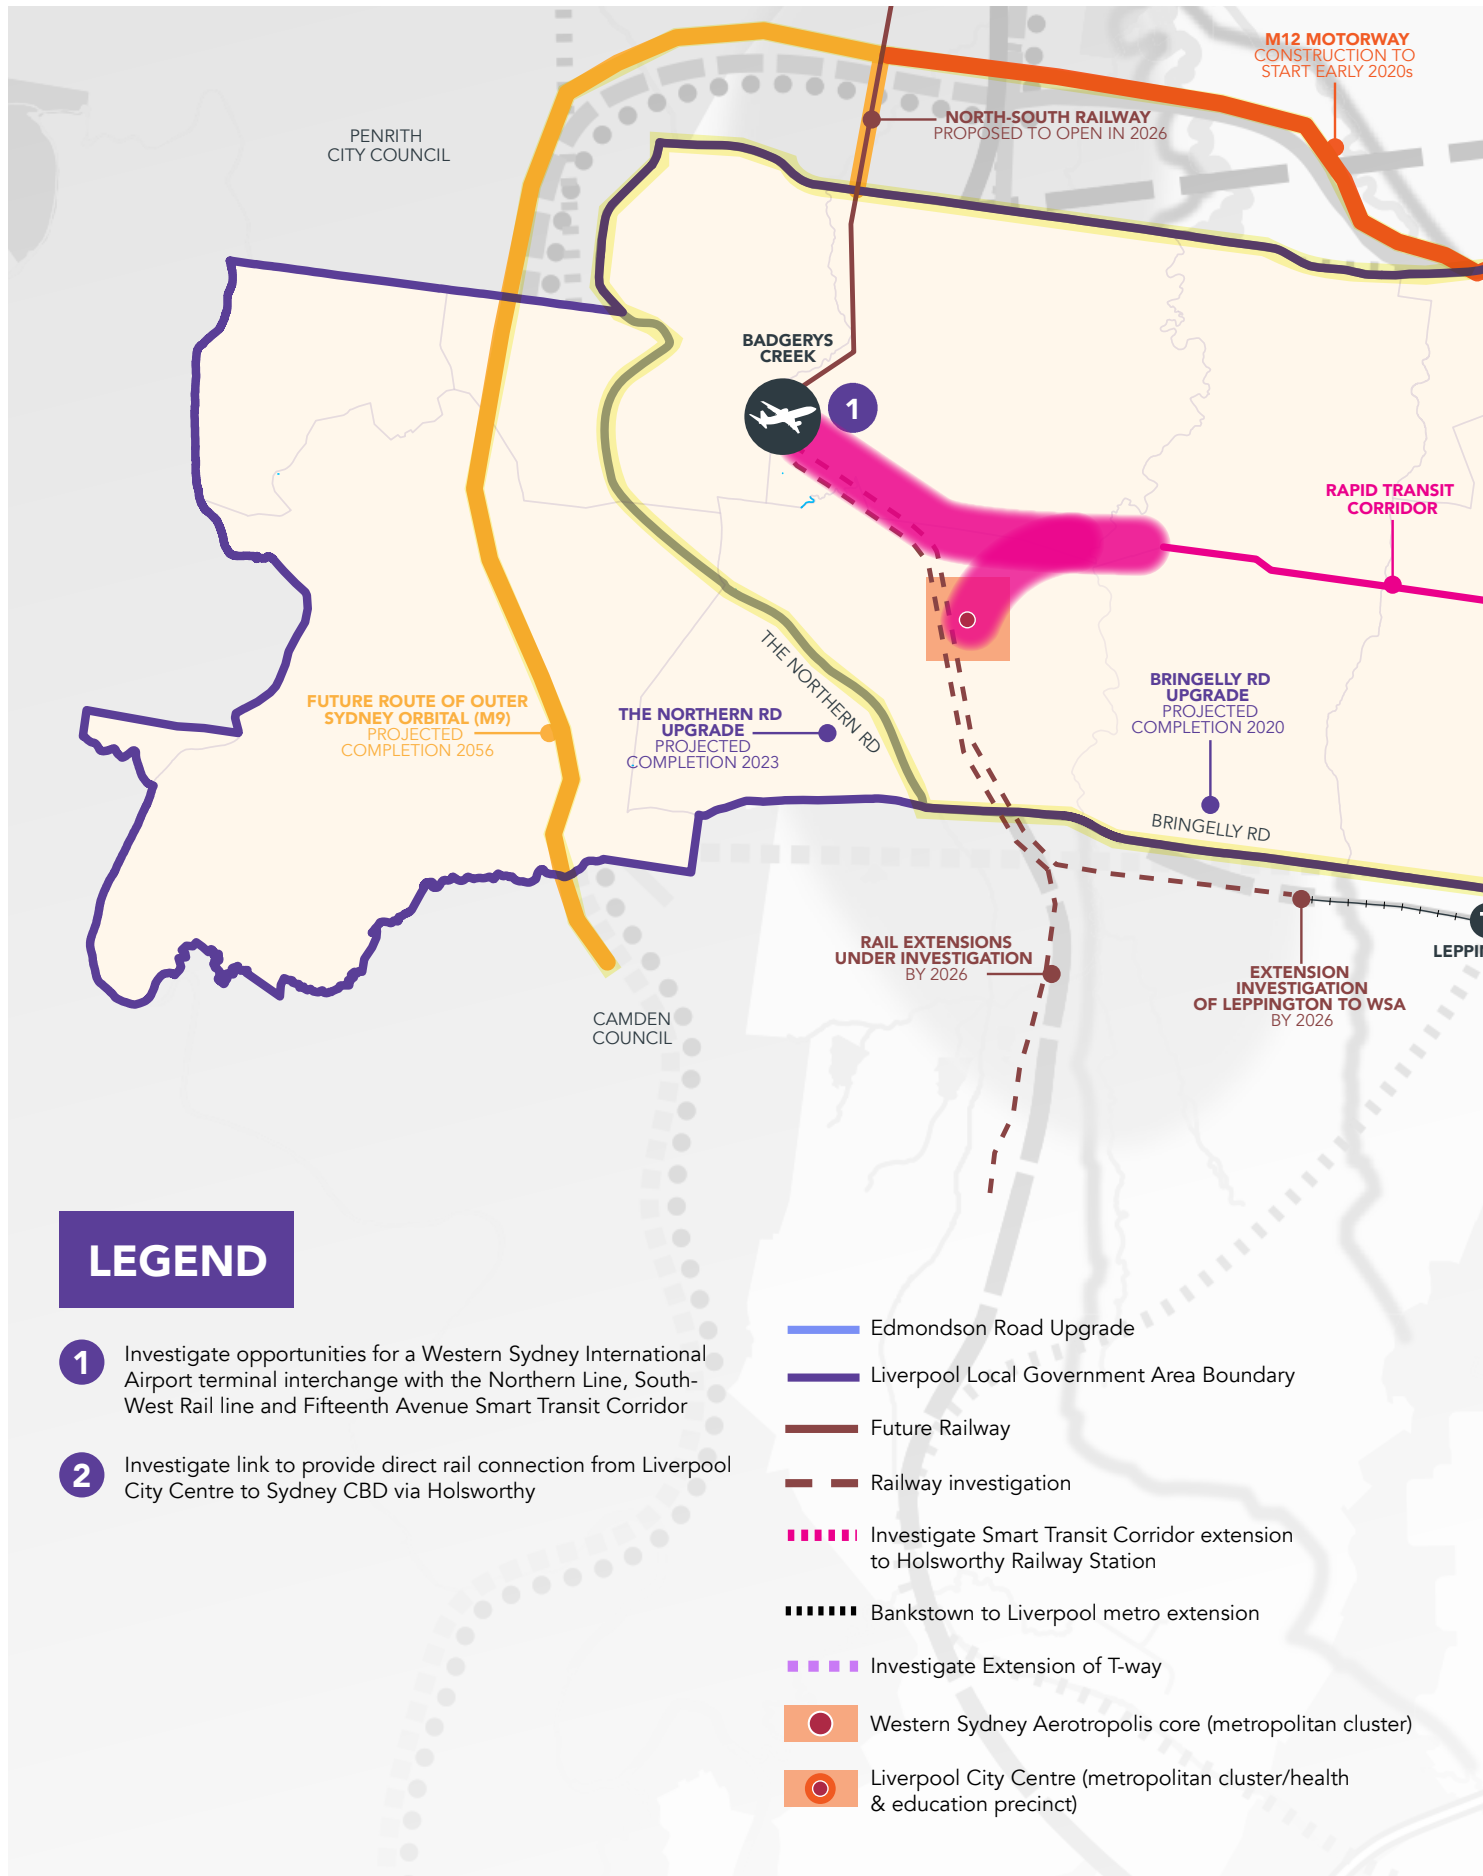 M12 MOTORWAY
CONSTRUCTION TO
START EARLY 2020s
NORTH-SOUTH RAILWAY
PROPOSED TO OPEN IN 2026
PENRITH
CITY COUNCIL
BADGERYS
CREEK
1
RAPID TRANSIT
CORRIDOR
THE NORTHERN RD
BRINGELLY RD
UPGRADE
PROJECTED
COMPLETION 2020
FUTURE ROUTE OF OUTER
SYDNEY ORBITAL (M9)
PROJECTED
COMPLETION 2056
THE NORTHERN RD
UPGRADE
PROJECTED
COMPLETION 2023
BRINGELLY RD
RAIL EXTENSIONS
UNDER INVESTIGATION
BY 2026
LEPPIN
EXTENSION
INVESTIGATION
OF LEPPINGTON TO WSA
BY 2026
CAMDEN
COUNCIL
LEGEND
1
Investigate opportunities for a Western Sydney International
Airport terminal interchange with the Northern Line, South-
West Rail line and Fifteenth Avenue Smart Transit Corridor
2
Investigate link to provide direct rail connection from Liverpool
City Centre to Sydney CBD via Holsworthy
Edmondson Road Upgrade
Liverpool Local Government Area Boundary
Future Railway
Railway investigation
Investigate Smart Transit Corridor extension
to Holsworthy Railway Station
Bankstown to Liverpool metro extension
Investigate Extension of T-way
Western Sydney Aerotropolis core (metropolitan cluster)
Liverpool City Centre (metropolitan cluster/health
& education precinct)